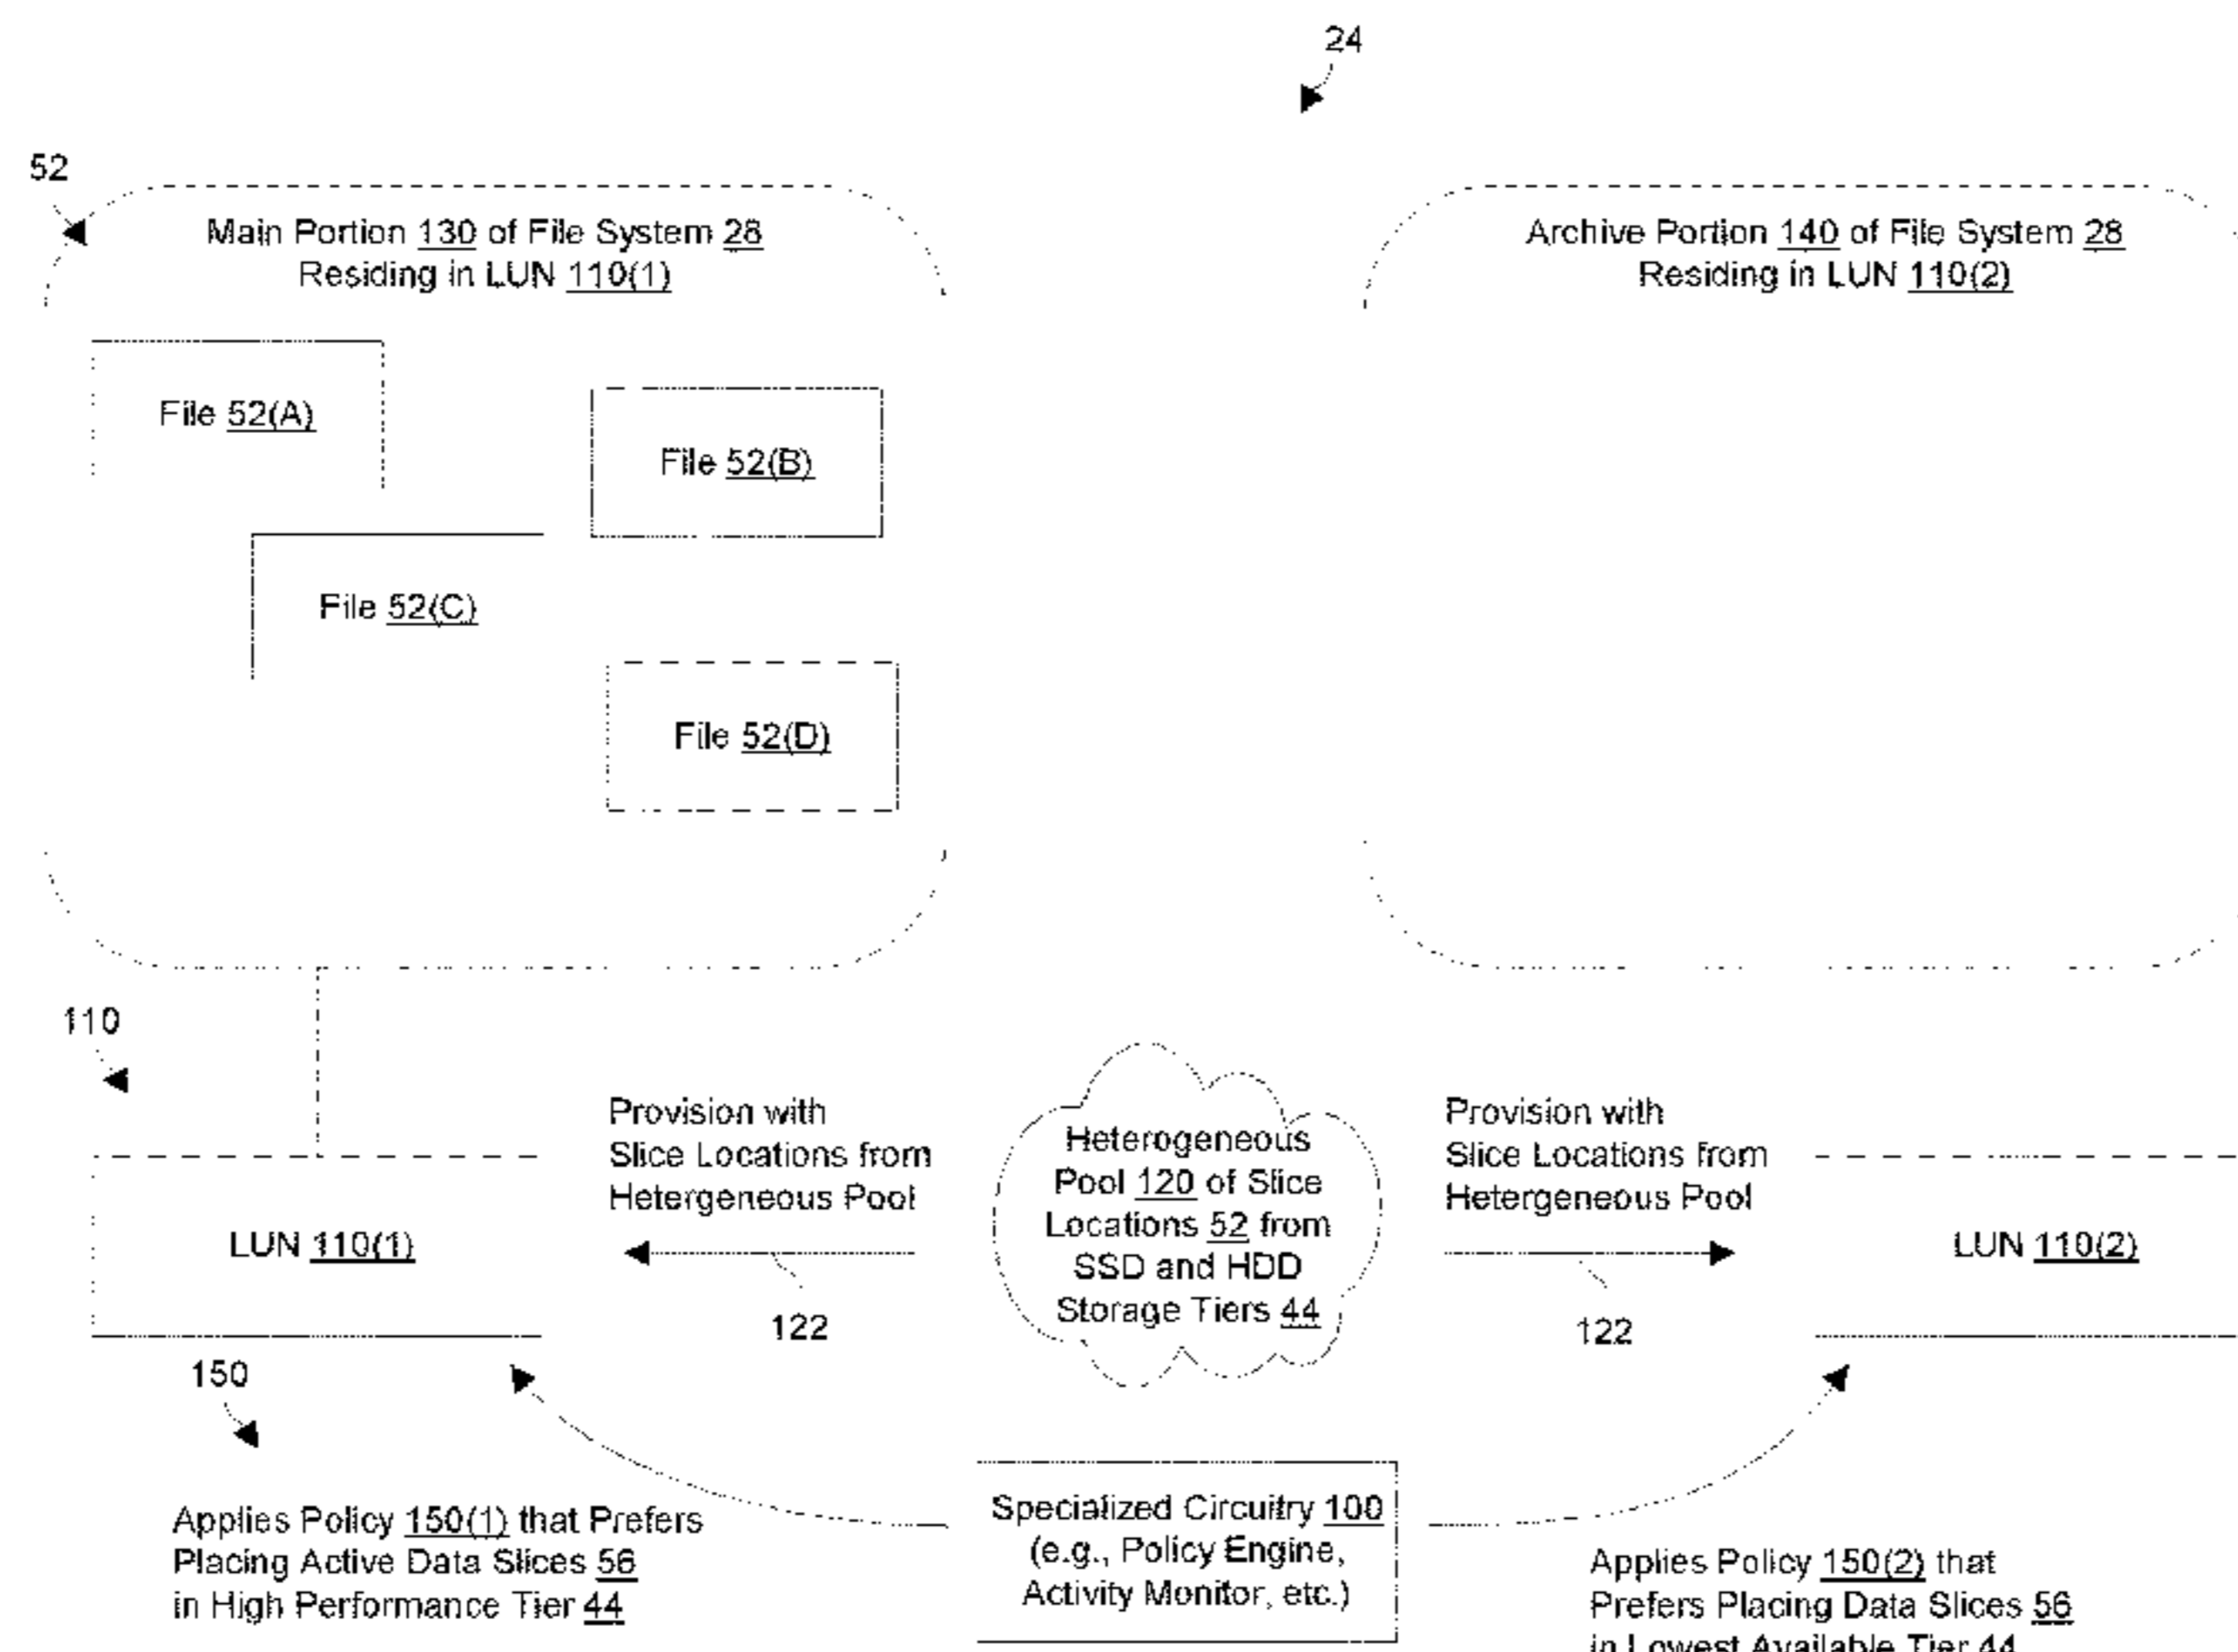 24
52
Main Portion 130 of File System 28
Residing in LUN 110(1)
Archive Portion 140 of File System 28
Residing in LUN 110(2)
File 52(A)
File 52(B)
File 52(C)
File 52(D)
110
Provision with
Slice Locations from
Hetergeneous Pool
Heterogeneous
Pool 120 of Slice
Locations 52 from
SSD and HDD
Storage Tiers 44
Provision with
Slice Locations from
Hetergeneous Pool
LUN 110(1)
LUN 110(2)
122
122
150
Applies Policy 150(1) that Prefers
Placing Active Data Slices 56
in High Performance Tier 44
Specialized Circuitry 100
(e.g., Policy Engine,
Activity Monitor, etc.)
Applies Policy 150(2) that
Prefers Placing Data Slices 56
in Lowest Available Tier 44